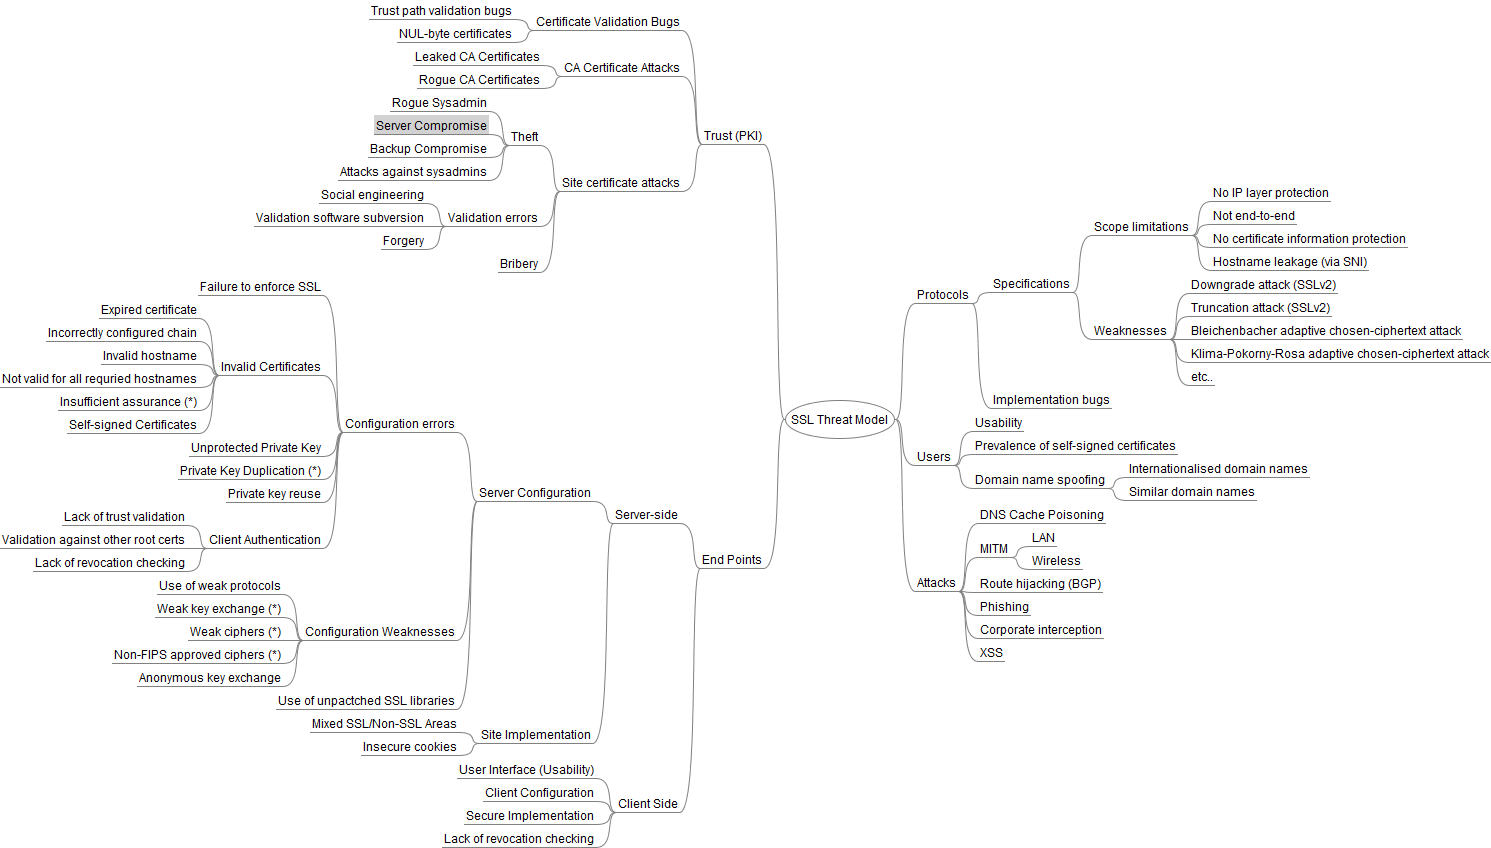 Trust path validation bugs
NUL-byte certificates
Certificate Validation Bugs
Leaked CA Certificates
Rogue CA Certificates
CA Certificate Attacks
Rogue Sysadmin
Server Compromise
Backup Compromise
Attacks against sysadmins
Theft
Social engineering
Validation software subversion
Forgery
Validation errors
Bribery
Site certificate attacks
Trust (PKI)
Failure to enforce SSL
Expired certificate
Incorrectly configured chain
Invalid hostname
Not valid for all requried hostnames
Insufficient assurance (*)
Self-signed Certificates
Invalid Certificates
Unprotected Private Key
Private Key Duplication (*)
Private key reuse
Lack of trust validation
Validation against other root certs
Lack of revocation checking
Client Authentication
Configuration errors
Use of weak protocols
Weak key exchange (*)
Weak ciphers (*)
Non-FIPS approved ciphers (*)
Anonymous key exchange
Configuration Weaknesses
Use of unpactched SSL libraries
Server Configuration
Mixed SSL/Non-SSL Areas
Insecure cookies
Site Implementation
Server-side
User Interface (Usability)
Client Configuration
Secure Implementation
Lack of revocation checking
Client Side
End Points
SSL Threat Model
Protocols
Specifications
Scope limitations
No IP layer protection
Not end-to-end
No certificate information protection
Hostname leakage (via SNI)
Weaknesses
Downgrade attack (SSLv2)
Truncation attack (SSLv2)
Bleichenbacher adaptive chosen-ciphertext attack
Klima-Pokorny-Rosa adaptive chosen-ciphertext attack
etc..
Implementation bugs
Users
Usability
Prevalence of self-signed certificates
Domain name spoofing
Internationalised domain names
Similar domain names
Attacks
DNS Cache Poisoning
MITM
LAN
Wireless
Route hijacking (BGP)
Phishing
Corporate interception
XSS